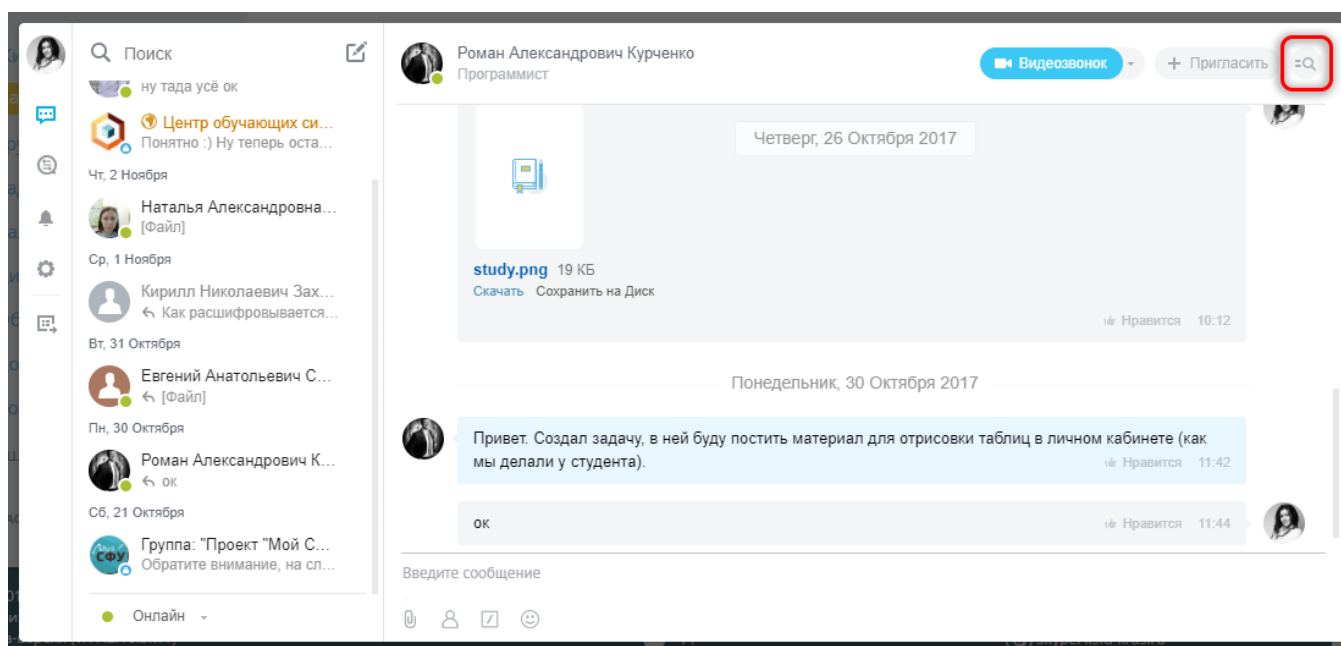 Поиск
ну тада усё ок
Центр обучающих си...
Понятно :) Ну теперь оста...
Чт, 2 Ноября
Наталья Александровна...
[Файл]
Ср, 1 Ноября
Кирилл Николаевич Зах...
Как расшифровывается...
Вт, 31 Октября
Евгений Анатольевич С...
[Файл]
Пн, 30 Октября
Роман Александрович К...
ок
Сб, 21 Октября
СФУ
Группа: "Проект "Мой С...
Обратите внимание, на сл...
Онлайн
Роман Александрович Курченко
Программист
Видеозвонок
+ Пригласить
Четверг, 26 Октября 2017
study.png 19 КБ
Скачать Сохранить на Диск
Нравится 10:12
Понедельник, 30 Октября 2017
Привет. Создал задачу, в ней буду постить материал для отрисовки таблиц в личном кабинете (как
мы делали у студента).
Нравится 11:42
ок
Нравится 11:44
Введите сообщение